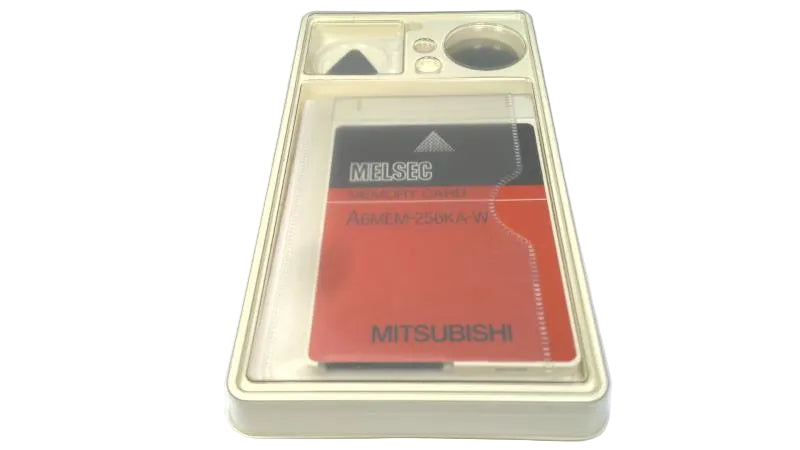 MELSEC
MEMORY CARD
A6MEM-256KA-W
MITSUBISHI